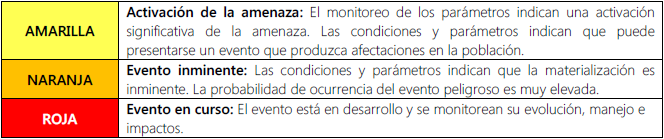 AMARILLA
Activación de la amenaza: El monitoreo de los parámetros indican una activación
significativa de la amenaza. Las condiciones y parámetros indican que puede
presentarse un evento que produzca afectaciones en la población.
NARANJA
Evento inminente: Las condiciones y parámetros indican que la materialización es
inminente. La probabilidad de ocurrencia del evento peligroso es muy elevada.
ROJA
Evento en curso: El evento está en desarrollo y se monitorean su evolución, manejo e
impactos.